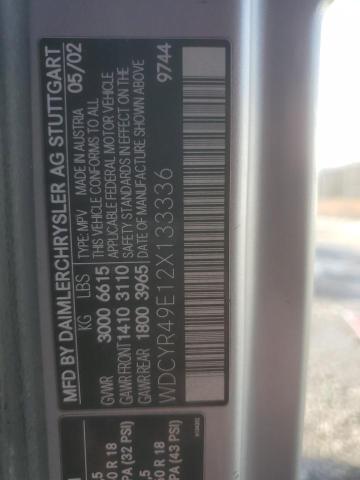 MFD BY DAIMLERCHRYSLER AG STUTTGART
TYPE: MPV MADE IN AUSTRIA 05/02
KG LBS
GVWR 3000 6615
GAWR FRONT 1410 3110
GAWR REAR 1800 3965
THIS VEHICLE CONFORMS TO ALL
APPLICABLE FEDERAL MOTOR VEHICLE
SAFETY STANDARDS IN EFFECT ON THE
DATE OF MANUFACTURE SHOWN ABOVE
9744
WDCYR49E12X133336
0 R 18
PA (32 PSI)
60 R 18
PA (43 PSI)